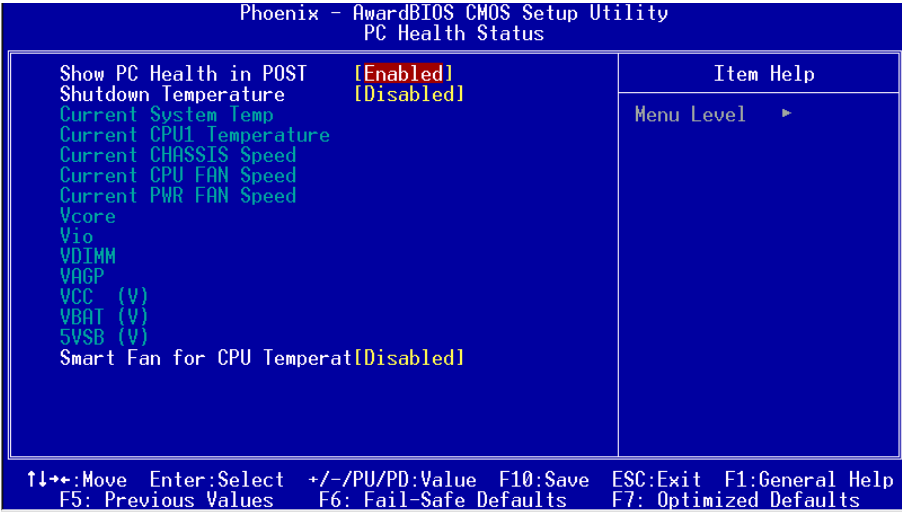 Phoenix - AwardBIOS CMOS Setup Utility
PC Health Status
Show PC Health in POST [Enabled]
Shutdown Temperature [Disabled]
Current System Temp
Current CPU1 Temperature
Current CHASSIS Speed
Current CPU FAN Speed
Current PWR FAN Speed
Vcore
Vio
VDIMM
VAGP
VCC (V)
VBAT (V)
5VSB (V)
Smart Fan for CPU Temperat[Disabled]
Item Help
Menu Level ►
↑↓→←:Move Enter:Select +/-/PU/PD:Value F10:Save ESC:Exit F1:General Help
F5: Previous Values F6: Fail-Safe Defaults F7: Optimized Defaults